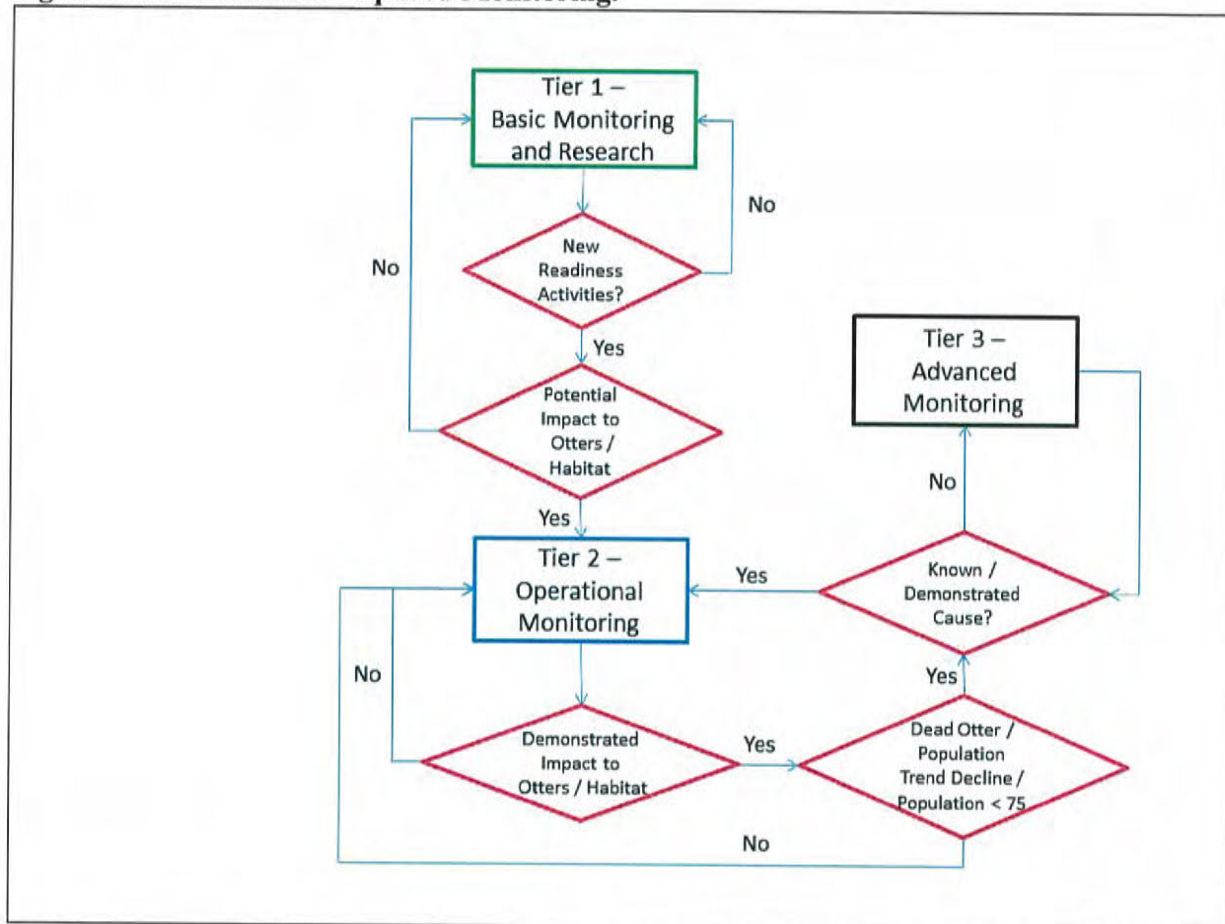 Monitoring.
Tier 1 –
Basic Monitoring
and Research
No
No
New
Readiness
Activities?
Yes
Tier 3 –
Advanced
Monitoring
Potential
Impact to
Otters /
Habitat
No
Yes
Tier 2 –
Operational
Monitoring
Yes
Known /
Demonstrated
Cause?
No
Yes
Demonstrated
Impact to
Otters / Habitat
Yes
Dead Otter /
Population
Trend Decline /
Population < 75
No